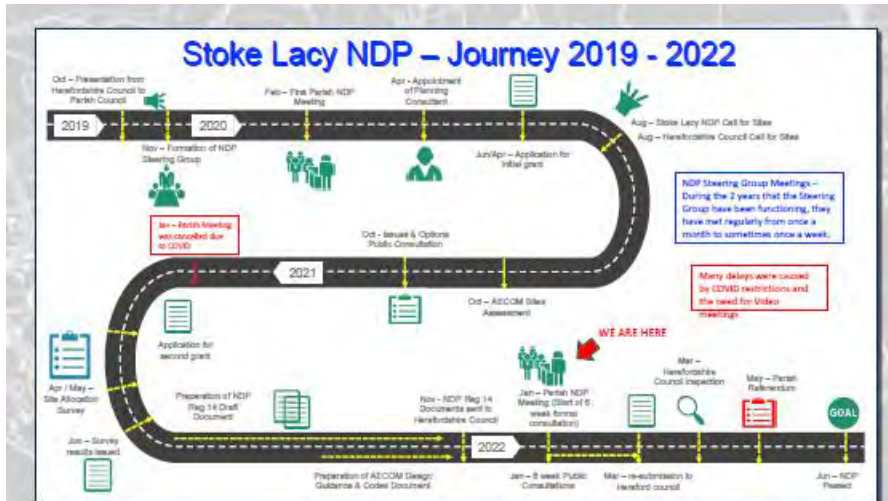 Stoke Lacy NDP – Journey 2019 - 2022
Oct – Presentation from
Herefordshire Council to
Parish Council
2019
Nov – Formation of NDP
Steering Group
2020
Feb – First Parish NDP
Meeting
Apr - Appointment
of Planning
Consultant
Jun/Apr – Application for
Initial grant
Aug – Stoke Lacy NDP Call for Sites
Aug – Herefordshire Council Call for Sites
NDP Steering Group Meetings –
During the 2 years that the Steering
Group have been functioning, they
have met regularly from once a
month to sometimes once a week.
Many delays were caused
by COVID restrictions and
the need for Video
meetings
Oct – AECOM Sites
Assessment
Oct - Issues & Options
Public Consultation
2021
Jan – Parish Meeting
was cancelled due
to COVID
Application for
second grant
Apr / May –
Site Allocation
Survey
Jun – Survey
results issued
Preparation of NDP
Reg 14 Draft
Document
Preparation of AECOM Design
Guidance & Codes Document
Nov - NDP Reg 14
Documents sent to
Herefordshire Council
2022
WE ARE HERE
Jan – Parish NDP
Meeting (Start of 6
week formal
consultation)
Jan – 6 week Public
Consultations
Mar – re-submission to
Hereford council
Mar –
Herefordshire
Council Inspection
May – Parish
Referendum
GOAL
Jun – NDP
Passed